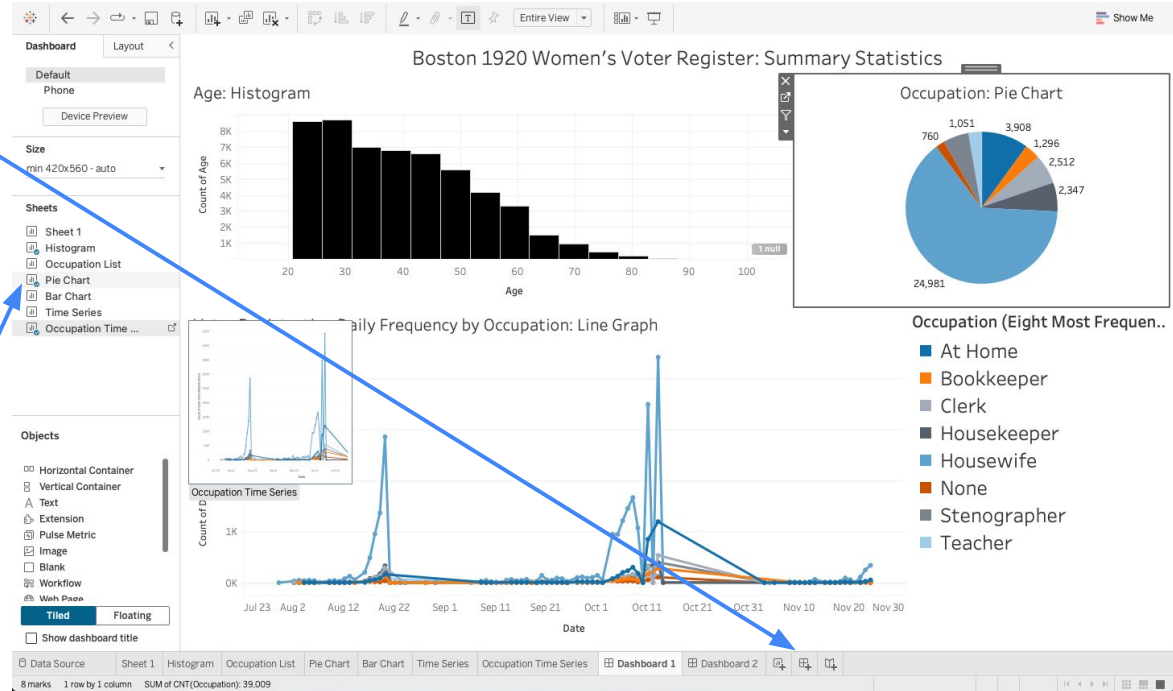 Entire View
Show Me
Dashboard
Layout
Default
Phone
Device Preview
Size
min 420x560 - auto
Sheets
Sheet 1
Histogram
Occupation List
Pie Chart
Bar Chart
Time Series
Occupation Time ...
Objects
Horizontal Container
Vertical Container
A Text
Extension
Pulse Metric
Image
Blank
Workflow
Web Page
Tiled
Floating
Show dashboard title
Boston 1920 Women's Voter Register: Summary Statistics
Age: Histogram
Count of Age
8K
7K
6K
5K
4K
3K
2K
1K
1 null
20 30 40 50 60 70 80 90 100
Age
Occupation: Pie Chart
1,051
3,908
760
1,296
2,512
2,347
24,981
Daily Frequency by Occupation: Line Graph
Occupation Time Series
Count of D
1K
0K
Jul 23 Aug 2 Aug 12 Aug 22 Sep 1 Sep 11 Sep 21 Oct 1 Oct 11 Oct 21 Oct 31 Nov 10 Nov 20 Nov 30
Date
Occupation (Eight Most Frequen..
At Home
Bookkeeper
Clerk
Housekeeper
Housewife
None
Stenographer
Teacher
Data Source Sheet 1 Histogram Occupation List Pie Chart Bar Chart Time Series Occupation Time Series Dashboard 1 Dashboard 2
8 marks 1 row by 1 column SUM of CNT(Occupation): 39,009